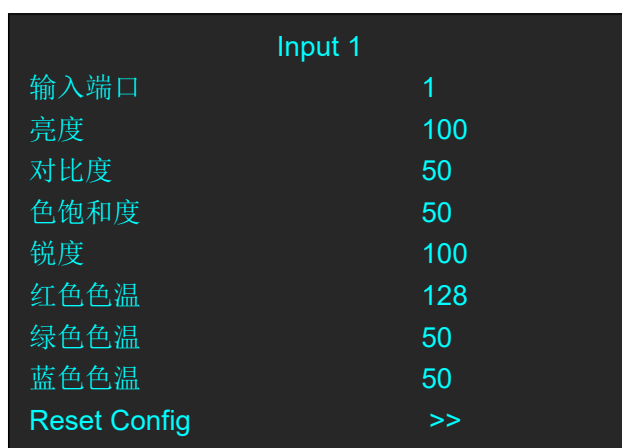 Input 1
输入端口 1
亮度 100
对比度 50
色饱和度 50
锐度 100
红色色温 128
绿色色温 50
蓝色色温 50
Reset Config >>